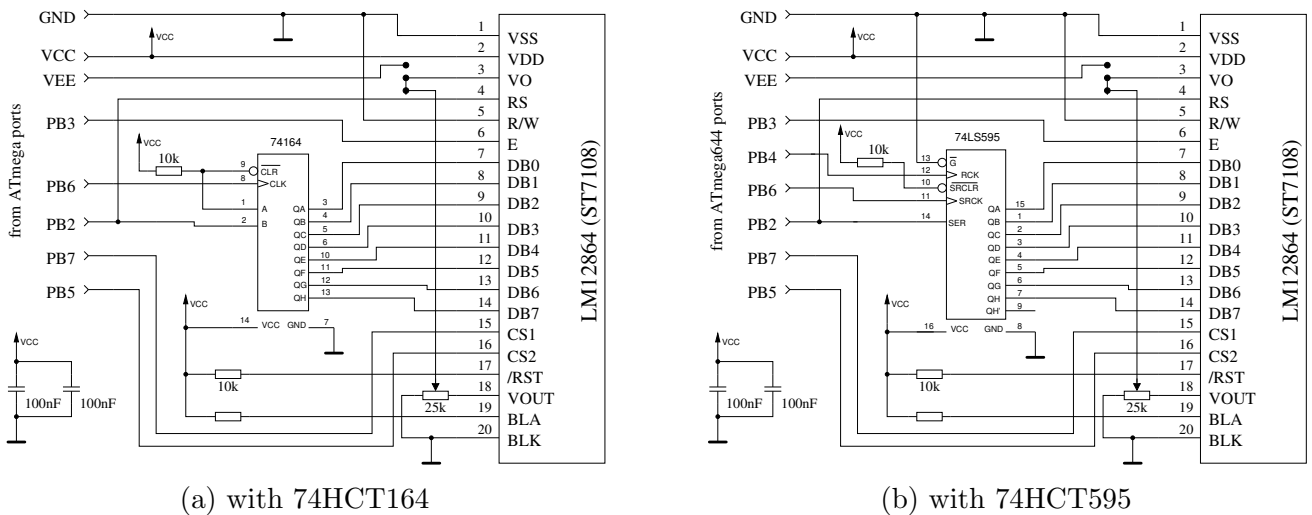 GND
VCC
VEE
PB3
PB6
PB2
PB7
PB5
from ATmega ports
VCC
VCC
10k
74164
9 CLR
8 CLK
1 A
2 B
QA 3
QB 4
QC 5
QD 6
QE 10
QF 11
QG 12
QH 13
14 VCC GND 7
VCC
10k
25k
VCC
100nF 100nF
1 VSS
2 VDD
3 VO
4 RS
5 R/W
6 E
7 DB0
8 DB1
9 DB2
10 DB3
11 DB4
12 DB5
13 DB6
14 DB7
15 CS1
16 CS2
17 /RST
18 VOUT
19 BLA
20 BLK
LM12864 (ST7108)
(a) with 74HCT164
GND
VCC
VEE
PB3
PB4
PB6
PB2
PB7
PB5
from ATmega644 ports
VCC
VCC
10k
74LS595
13 G
12 RCK
10 SRCLR
11 SRCK
14 SER
QA 15
QB 1
QC 2
QD 3
QE 4
QF 5
QG 6
QH 7
QH' 9
16 VCC GND 8
VCC
10k
25k
VCC
100nF 100nF
1 VSS
2 VDD
3 VO
4 RS
5 R/W
6 E
7 DB0
8 DB1
9 DB2
10 DB3
11 DB4
12 DB5
13 DB6
14 DB7
15 CS1
16 CS2
17 /RST
18 VOUT
19 BLA
20 BLK
LM12864 (ST7108)
(b) with 74HCT595